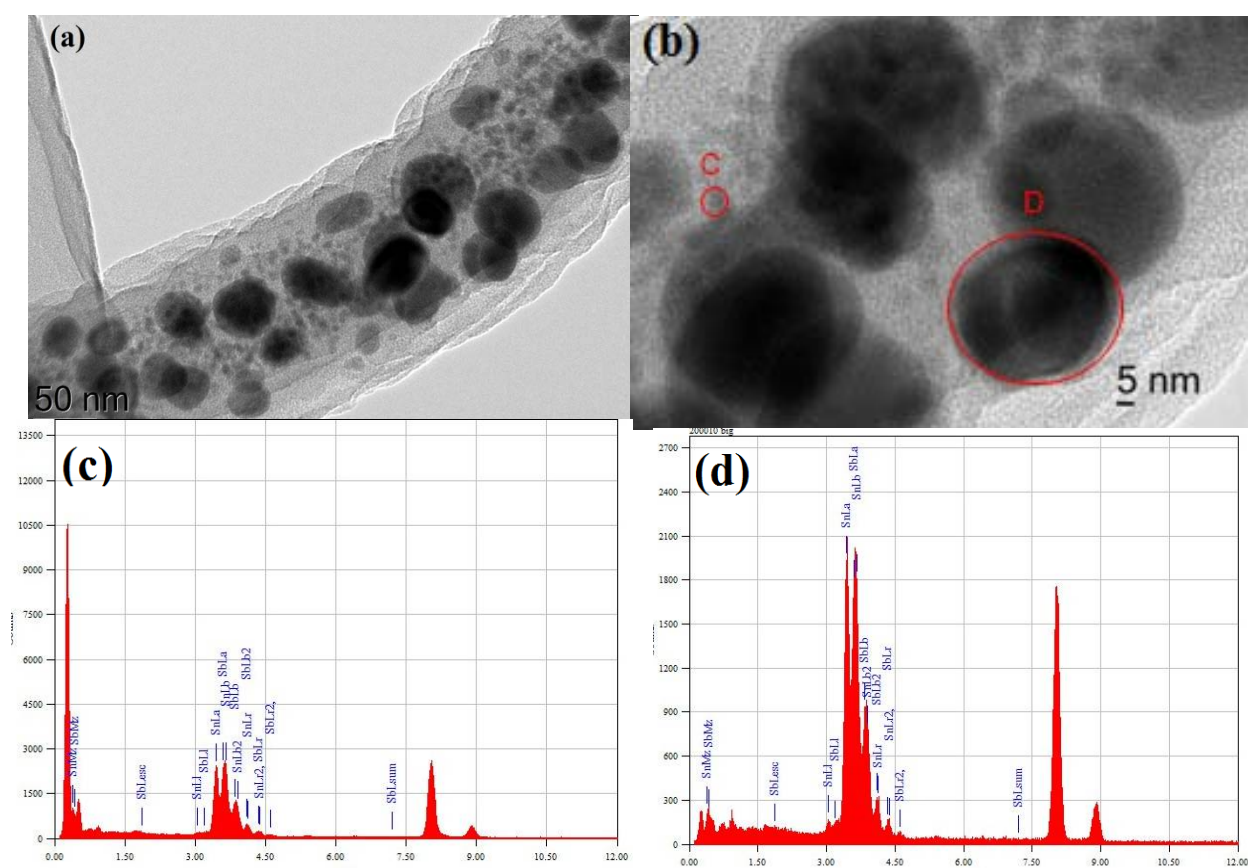 (a)
50 nm
(b)
C
D
5 nm
(c)
13500
10500
9000
7500
6000
4500
3000
1500
0
0.00
1.50
3.00
4.50
6.00
7.50
9.00
10.50
12.00
SnMz
SbMz
SbLesc
SnLl
SbLl
SnLa
SnLb
SbLa
SnLb2
SbLb
SnLr
SbLb2
SnLr2,
SbLr
SbLr2,
SbLsum
200010 big
(d)
2700
2400
2100
1800
1500
1200
900
600
300
0
0.00
1.50
3.00
4.50
6.00
7.50
9.00
10.50
12.00
SnMz
SbMz
SbLesc
SnLl
SbLl
SnLa
SnLb
SbLa
SnLb2
SbLb
SnLr
SbLb2
SnLr2,
SbLr
SbLr2,
SbLsum